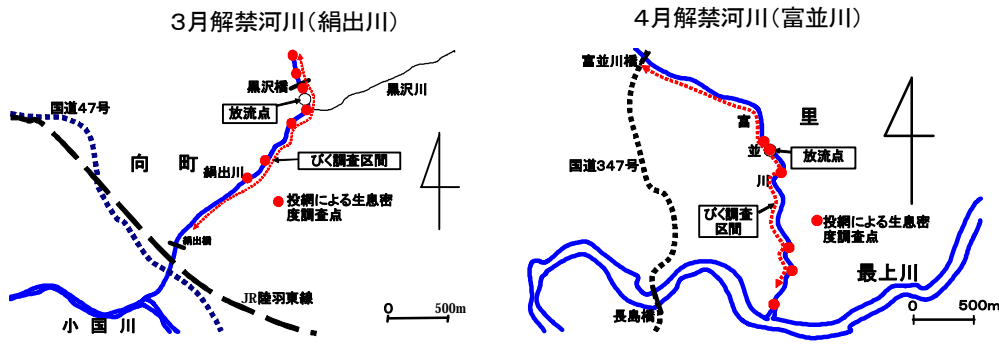 3月解禁河川(絹出川)
国道47号
黒沢橋
黒沢川
放流点
向 町
絹出川
びく調査区間
投網による生息密
度調査点
絹出橋
JR陸羽東線
小 国 川
0 500m
4月解禁河川(富並川)
富並川橋
富
里
並
放流点
国道347号
川
びく調査
区間
投網による生息密
度調査点
最上川
長島橋
0 500m